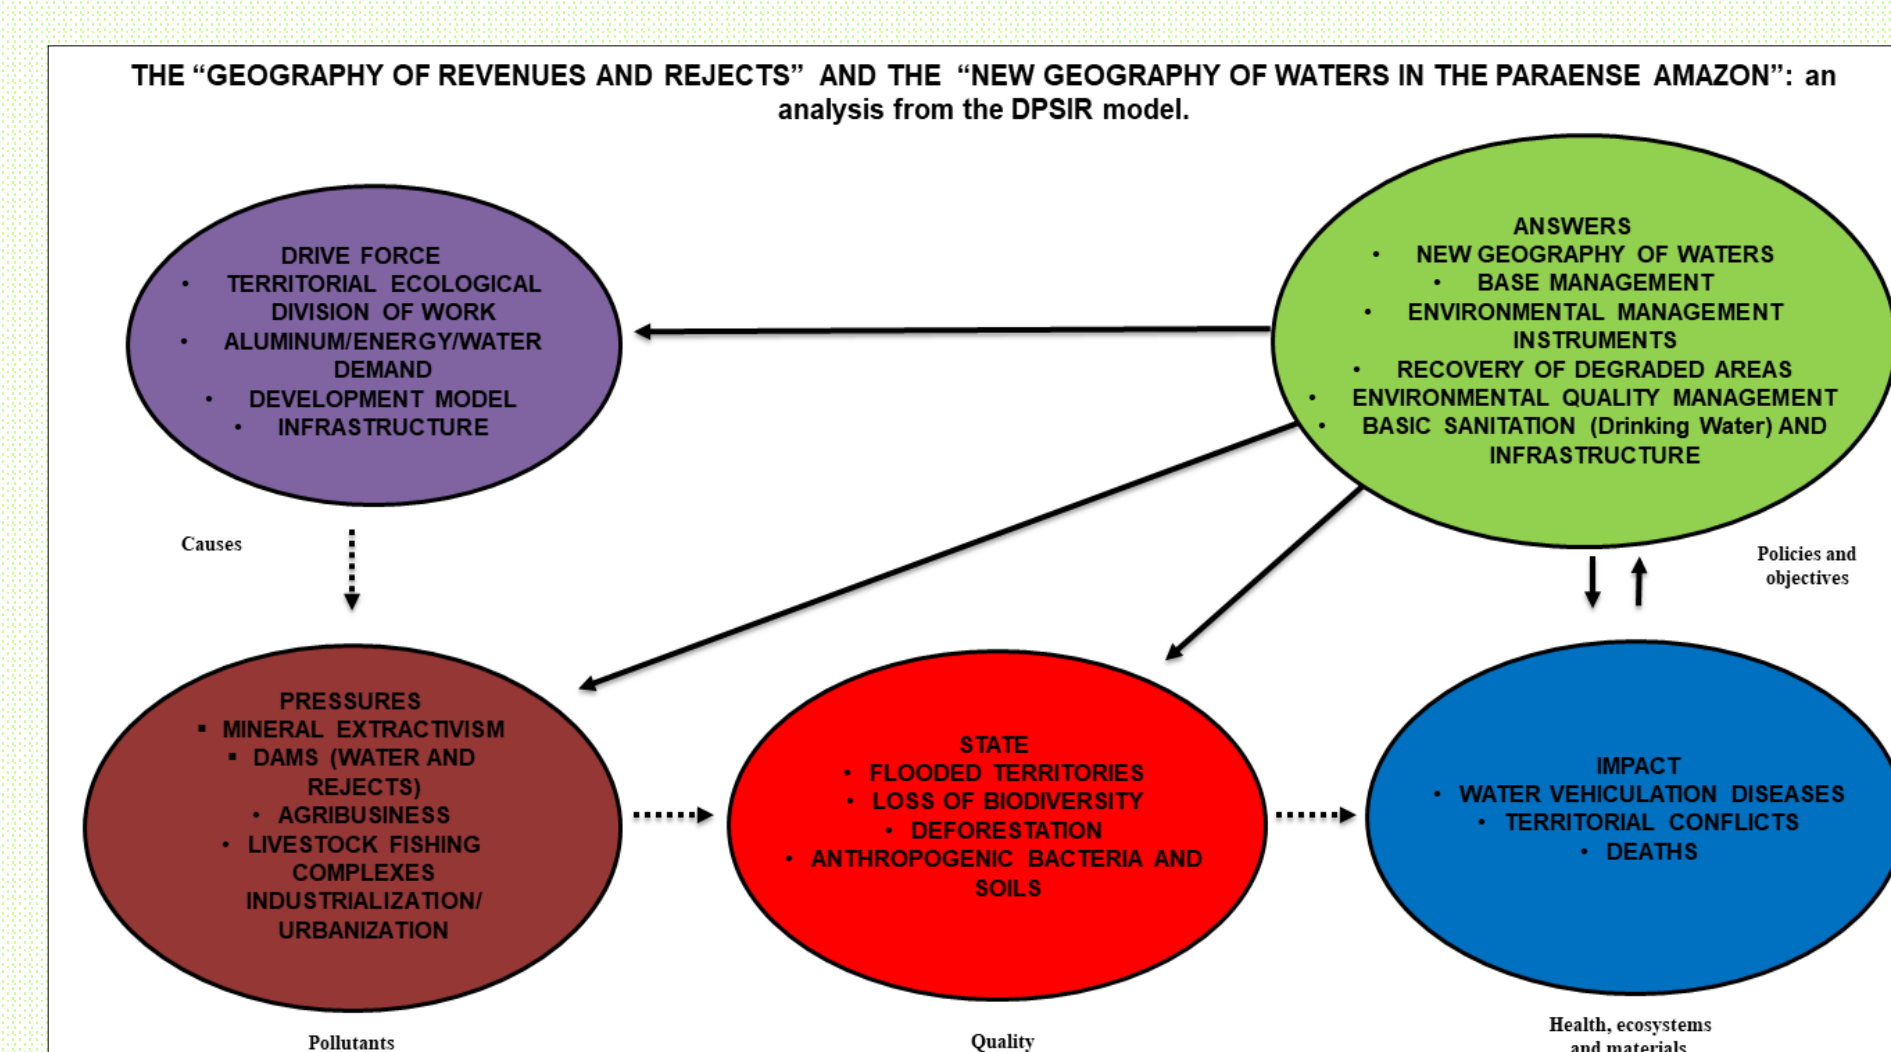 THE “GEOGRAPHY OF REVENUES AND REJECTS” AND THE “NEW GEOGRAPHY OF WATERS IN THE PARAENSE AMAZON”: an
analysis from the DPSIR model.
DRIVE FORCE
• TERRITORIAL ECOLOGICAL
DIVISION OF WORK
• ALUMINUM/ENERGY/WATER
DEMAND
• DEVELOPMENT MODEL
• INFRASTRUCTURE
ANSWERS
• NEW GEOGRAPHY OF WATERS
• BASE MANAGEMENT
• ENVIRONMENTAL MANAGEMENT
INSTRUMENTS
• RECOVERY OF DEGRADED AREAS
• ENVIRONMENTAL QUALITY MANAGEMENT
• BASIC SANITATION (Drinking Water) AND
INFRASTRUCTURE
Causes
Policies and
objectives
PRESSURES
▪ MINERAL EXTRACTIVISM
▪ DAMS (WATER AND
REJECTS)
• AGRIBUSINESS
• LIVESTOCK FISHING
COMPLEXES
INDUSTRIALIZATION/
URBANIZATION
STATE
• FLOODED TERRITORIES
• LOSS OF BIODIVERSITY
• DEFORESTATION
• ANTHROPOGENIC BACTERIA AND
SOILS
IMPACT
• WATER VEHICULATION DISEASES
• TERRITORIAL CONFLICTS
• DEATHS
Pollutants
Quality
Health, ecosystems
and materials